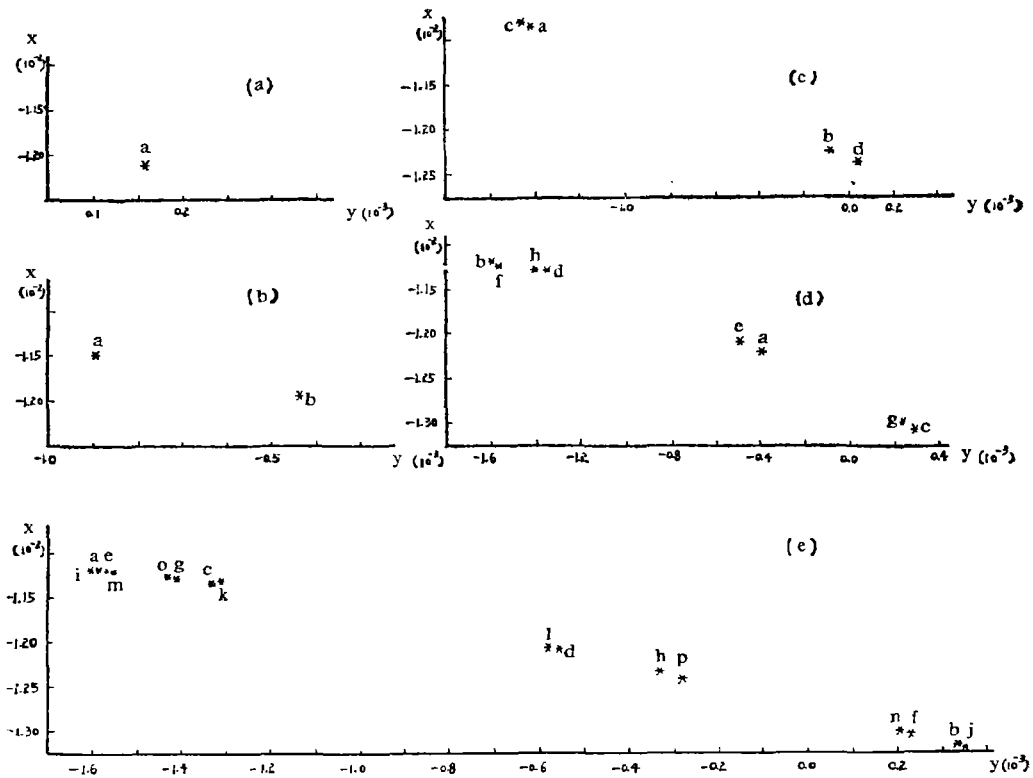 x
(10⁻²)
(a)
-1.15
a
-1.20
0.1 0.2 y (10⁻³)
x
(10⁻²)
c a
(c)
-1.15
-1.20
b d
-1.25
-1.0 0.0 0.2 y (10⁻³)
x
(10⁻²)
(b)
a
-1.15
b
-1.20
-1.0 -0.5 y (10⁻³)
x
(10⁻²)
b h d
f
(d)
-1.15
-1.20
e a
-1.25
-1.30
g c
-1.6 -1.2 -0.8 -0.4 0.0 0.4 y (10⁻³)
x
(10⁻²)
(e)
a e o g c
i m k
-1.15
l d h p
-1.20
-1.25
n f b j
-1.30
-1.6 -1.4 -1.2 -1.0 -0.8 -0.6 -0.4 -0.2 0.0 0.2 y (10⁻³)